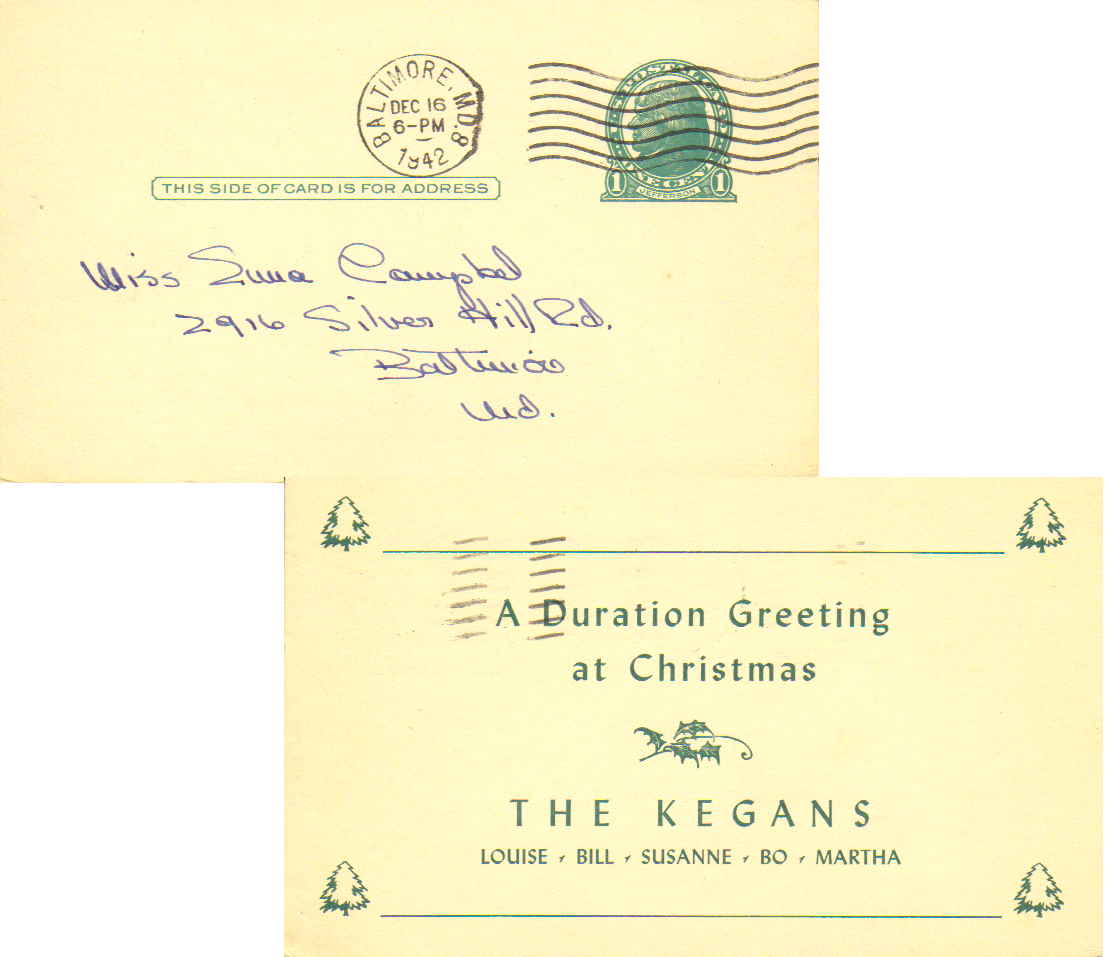 BALTIMORE, MD. 8
DEC 16
6-PM
1942
THIS SIDE OF CARD IS FOR ADDRESS
1 JEFFERSON 1
Miss Emma Campbel
2916 Silver Hill Rd.
Baltimore
Md.
A Duration Greeting
at Christmas
THE KEGANS
LOUISE BILL SUSANNE BO MARTHA